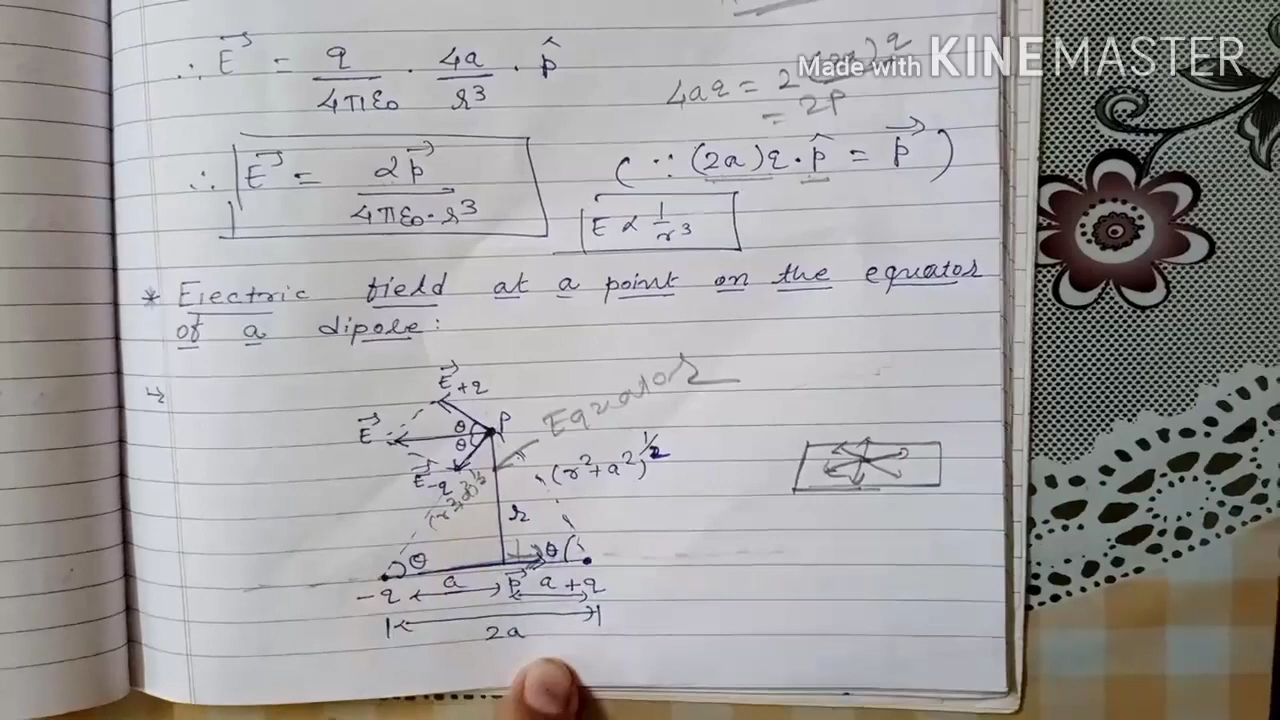 ∴ E⃗ = q/4πε₀ · 4a/r³ · p̂
Made with KINEMASTER
4aq = 2 q
= 2P
∴ E⃗ = 2p⃗/4πε₀·r³
(∵ (2a)q·p̂ = p⃗)
E ∝ 1/r³
* Electric field at a point on the equator
of a dipole:
→
E⃗+q
P
Equator
E⃗
θ
θ
E⃗-q
(r²+a²)^1/2
r
θ
θ
-q
a
p⃗
a
+q
2a